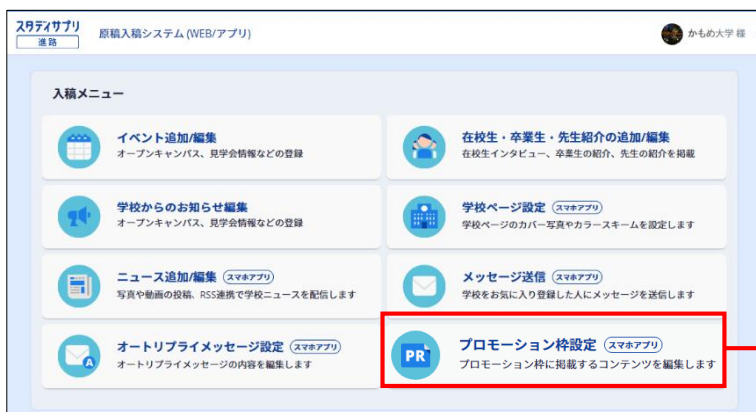 スタディサプリ
進路
原稿入稿システム (WEB/アプリ)
かもめ大学 様
入稿メニュー
イベント追加/編集
オープンキャンパス、見学会情報などの登録
在校生・卒業生・先生紹介の追加/編集
在校生インタビュー、卒業生の紹介、先生の紹介を掲載
学校からのお知らせ編集
オープンキャンパス、見学会情報などの登録
学校ページ設定 スマホアプリ
学校ページのカバー写真やカラースキームを設定します
ニュース追加/編集 スマホアプリ
写真や動画の投稿、RSS連携で学校ニュースを配信します
メッセージ送信 スマホアプリ
学校をお気に入り登録した人にメッセージを送信します
オートリプライメッセージ設定 スマホアプリ
オートリプライメッセージの内容を編集します
A
PR
プロモーション枠設定 スマホアプリ
プロモーション枠に掲載するコンテンツを編集します